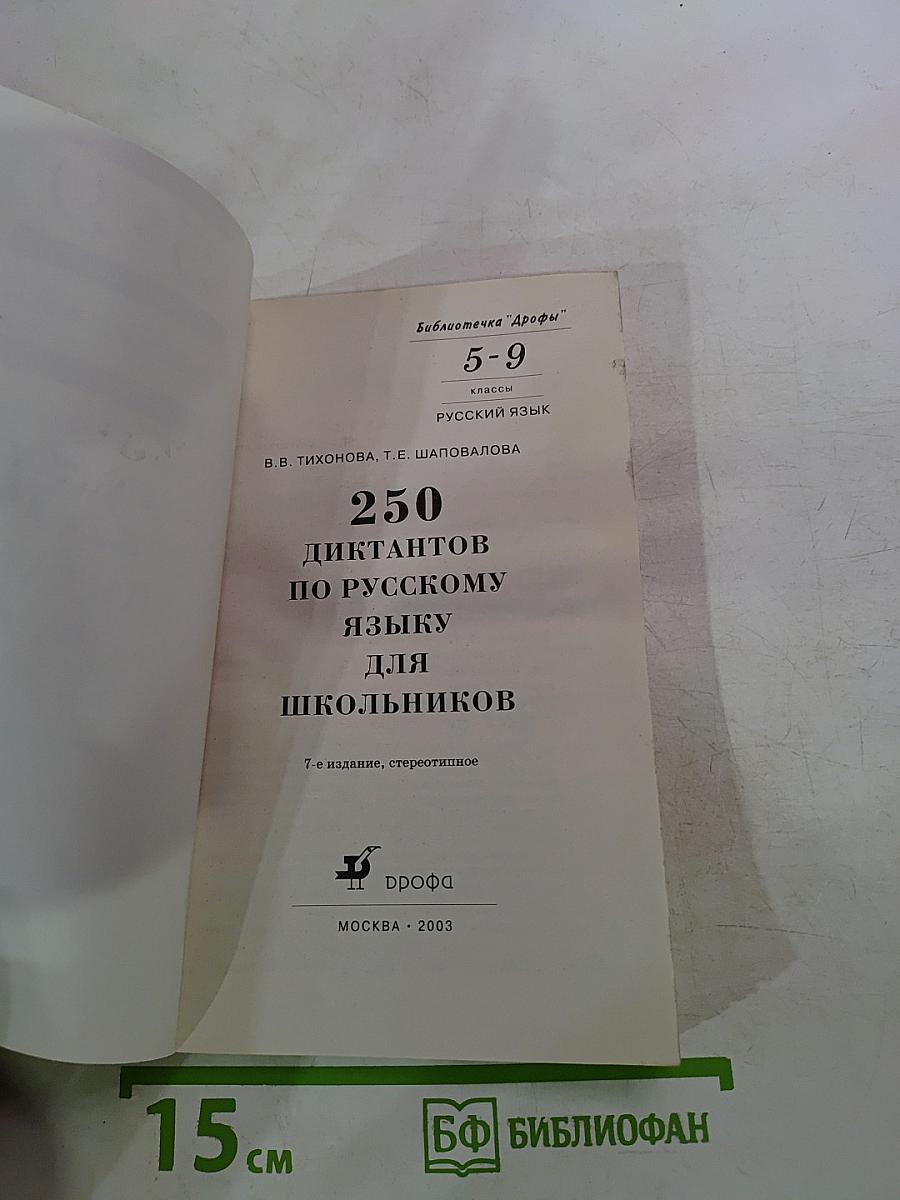 Библиотечка "Дрофы"
5-9
классы
РУССКИЙ ЯЗЫК
В.В. ТИХОНОВА, Т.Е. ШАПОВАЛОВА
250
ДИКТАНТОВ
ПО РУССКОМУ
ЯЗЫКУ
ДЛЯ
ШКОЛЬНИКОВ
7-е издание, стереотипное
дрофа
МОСКВА • 2003
15 см
БФ БИБЛИОФАН